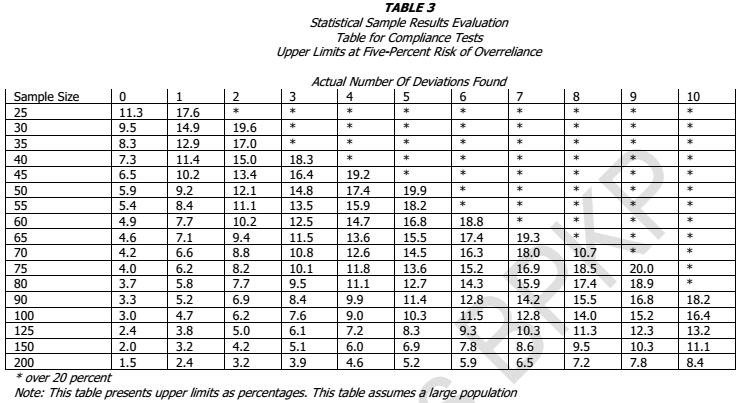 TABLE 3
Statistical Sample Results Evaluation
Table for Compliance Tests
Upper Limits at Five-Percent Risk of Overreliance
Actual Number Of Deviations Found
Sample Size 0 1 2 3 4 5 6 7 8 9 10
25 11.3 17.6 * * * * * * * * *
30 9.5 14.9 19.6 * * * * * * * *
35 8.3 12.9 17.0 * * * * * * * *
40 7.3 11.4 15.0 18.3 * * * * * * *
45 6.5 10.2 13.4 16.4 19.2 * * * * * *
50 5.9 9.2 12.1 14.8 17.4 19.9 * * * * *
55 5.4 8.4 11.1 13.5 15.9 18.2 * * * * *
60 4.9 7.7 10.2 12.5 14.7 16.8 18.8 * * * *
65 4.6 7.1 9.4 11.5 13.6 15.5 17.4 19.3 * * *
70 4.2 6.6 8.8 10.8 12.6 14.5 16.3 18.0 10.7 * *
75 4.0 6.2 8.2 10.1 11.8 13.6 15.2 16.9 18.5 20.0 *
80 3.7 5.8 7.7 9.5 11.1 12.7 14.3 15.9 17.4 18.9 *
90 3.3 5.2 6.9 8.4 9.9 11.4 12.8 14.2 15.5 16.8 18.2
100 3.0 4.7 6.2 7.6 9.0 10.3 11.5 12.8 14.0 15.2 16.4
125 2.4 3.8 5.0 6.1 7.2 8.3 9.3 10.3 11.3 12.3 13.2
150 2.0 3.2 4.2 5.1 6.0 6.9 7.8 8.6 9.5 10.3 11.1
200 1.5 2.4 3.2 3.9 4.6 5.2 5.9 6.5 7.2 7.8 8.4
* over 20 percent
Note: This table presents upper limits as percentages. This table assumes a large population
S BPKP